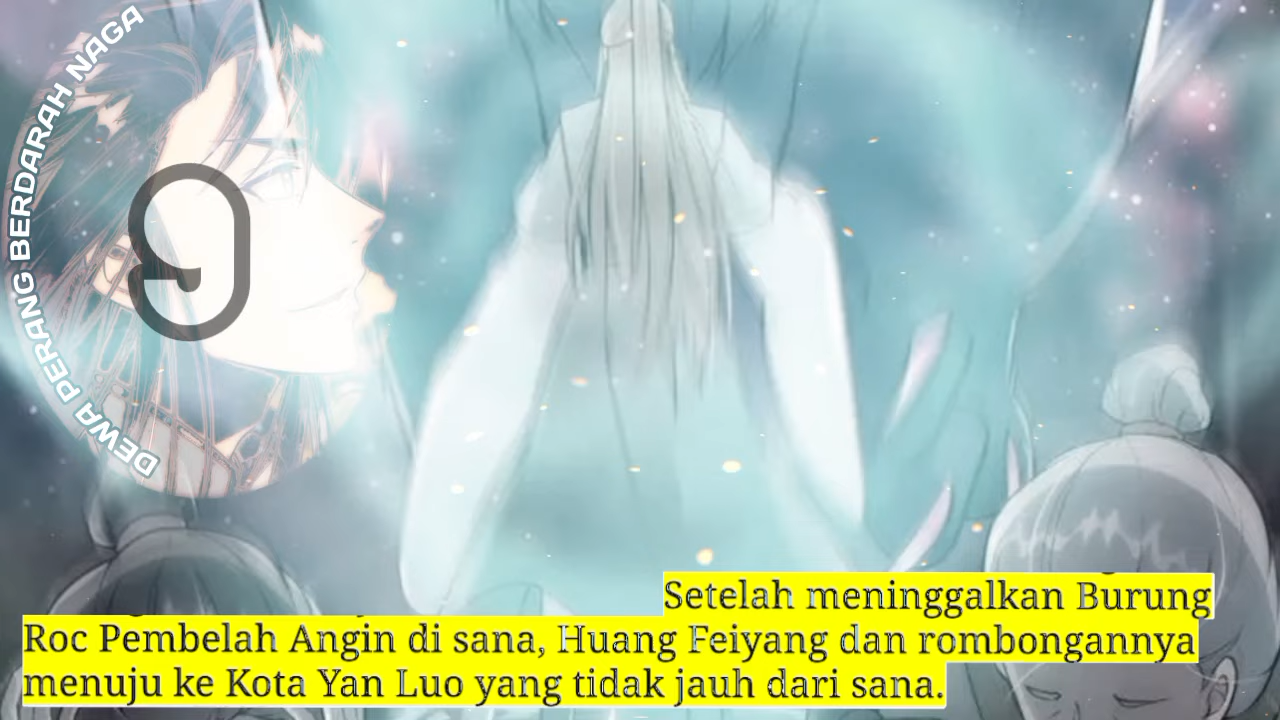 DEWA PERANG BERDARAH NAGA
Setelah meninggalkan Burung
Roc Pembelah Angin di sana, Huang Feiyang dan rombongannya
menuju ke Kota Yan Luo yang tidak jauh dari sana.